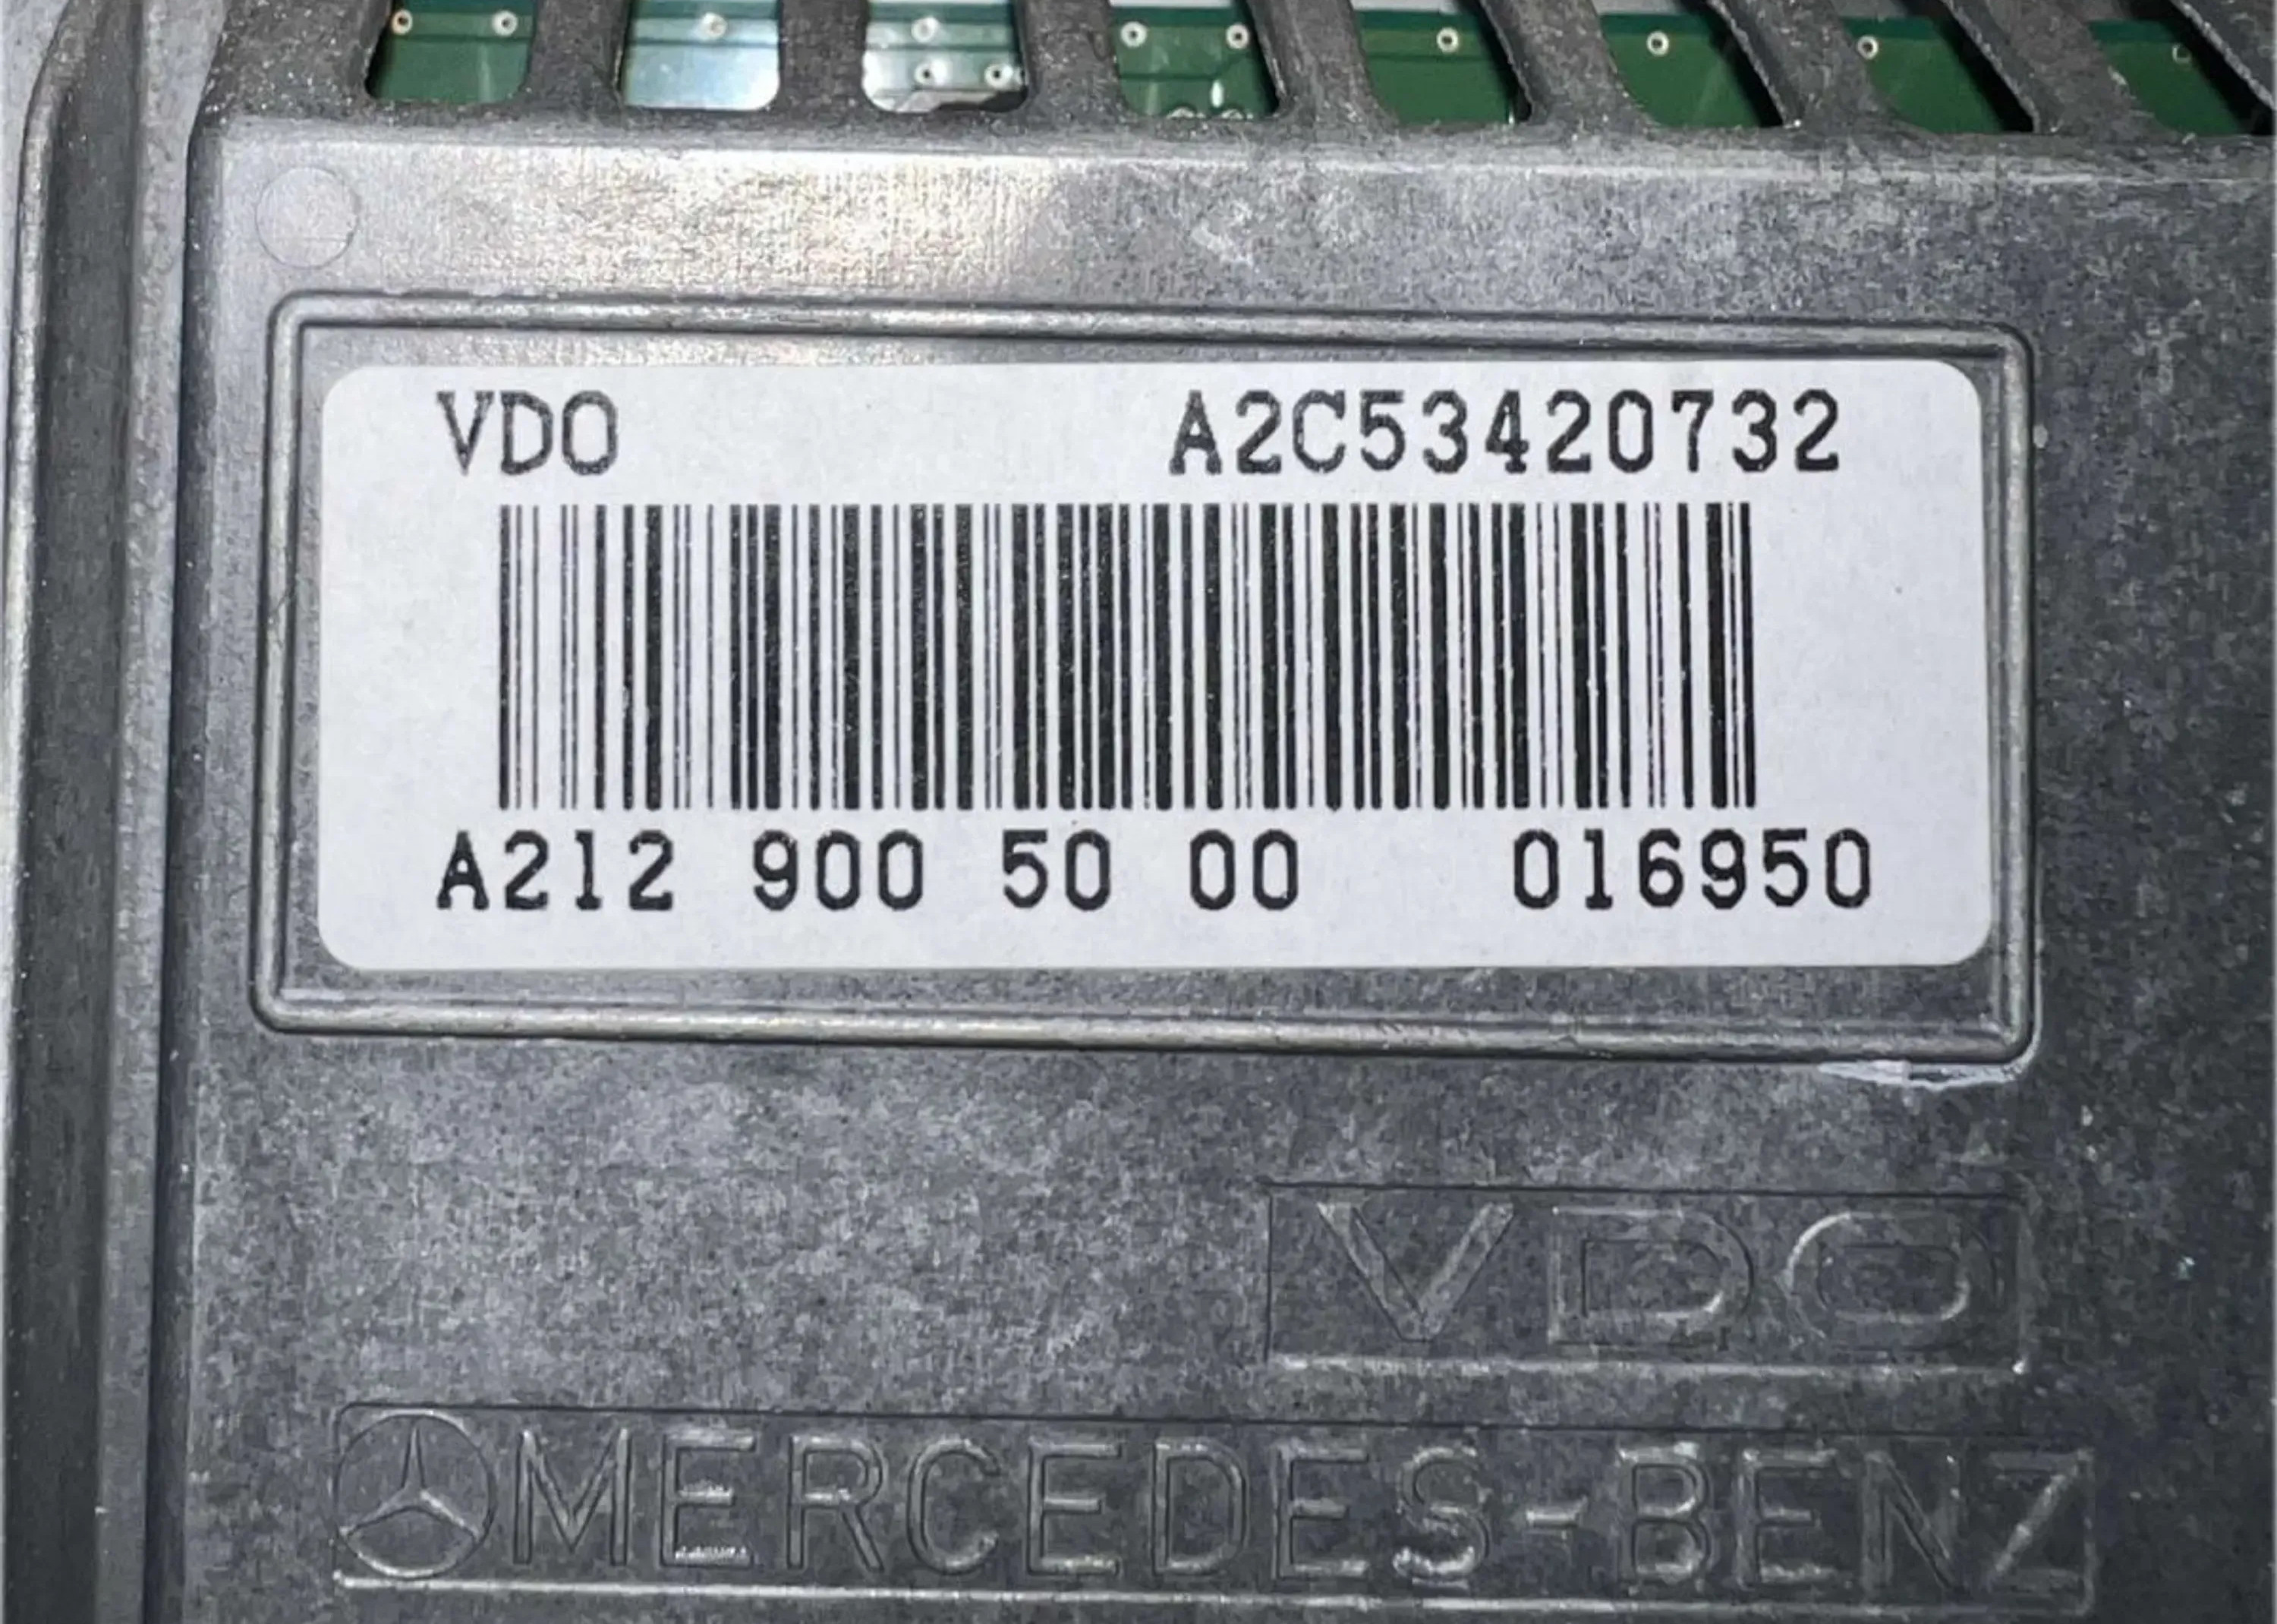 VDO A2C53420732
A212 900 50 00 016950
VDO
MERCEDES-BENZ